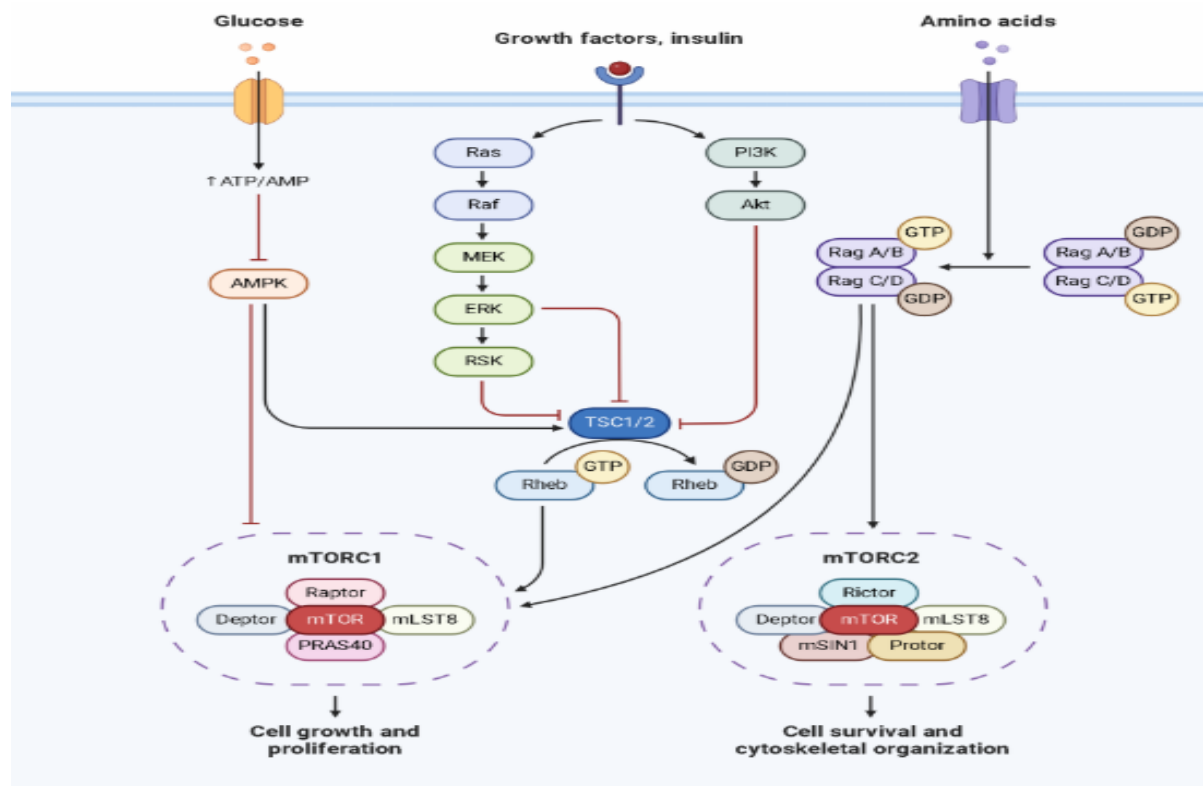 Glucose
Growth factors, insulin
Amino acids
Ras
PI3K
↑ATP/AMP
Raf
Akt
GTP
GDP
Rag A/B
Rag A/B
MEK
AMPK
Rag C/D
Rag C/D
GDP
GTP
ERK
RSK
TSC1/2
GTP
GDP
Rheb
Rheb
mTORC1
Raptor
Deptor
mTOR
mLST8
PRAS40
Cell growth and
proliferation
mTORC2
Rictor
Deptor
mTOR
mLST8
mSIN1
Protor
Cell survival and
cytoskeletal organization